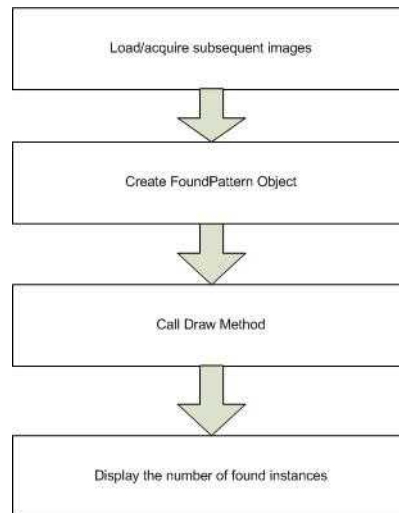 Load/acquire subsequent images
Create FoundPattern Object
Call Draw Method
Display the number of found instances